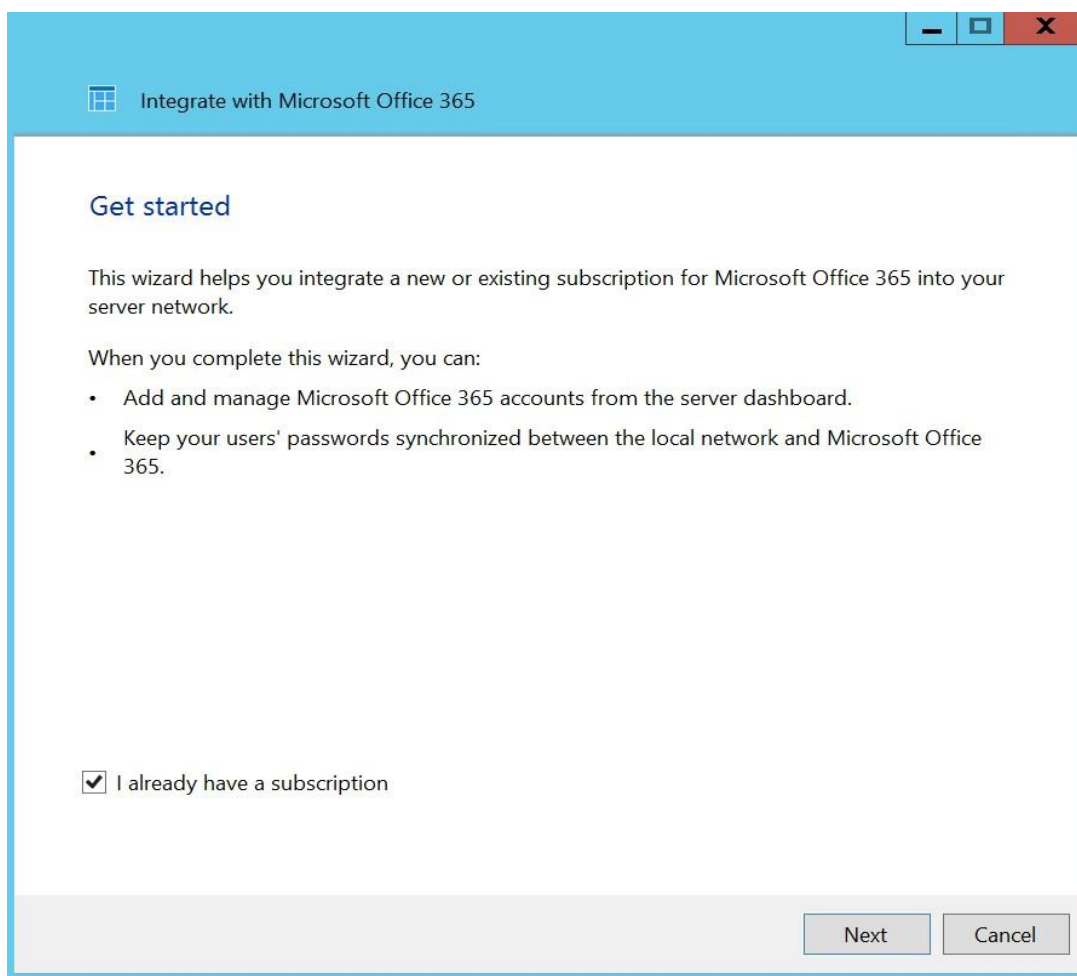 Integrate with Microsoft Office 365
Get started
This wizard helps you integrate a new or existing subscription for Microsoft Office 365 into your
server network.
When you complete this wizard, you can:
• Add and manage Microsoft Office 365 accounts from the server dashboard.
• Keep your users' passwords synchronized between the local network and Microsoft Office
365.
I already have a subscription
Next Cancel